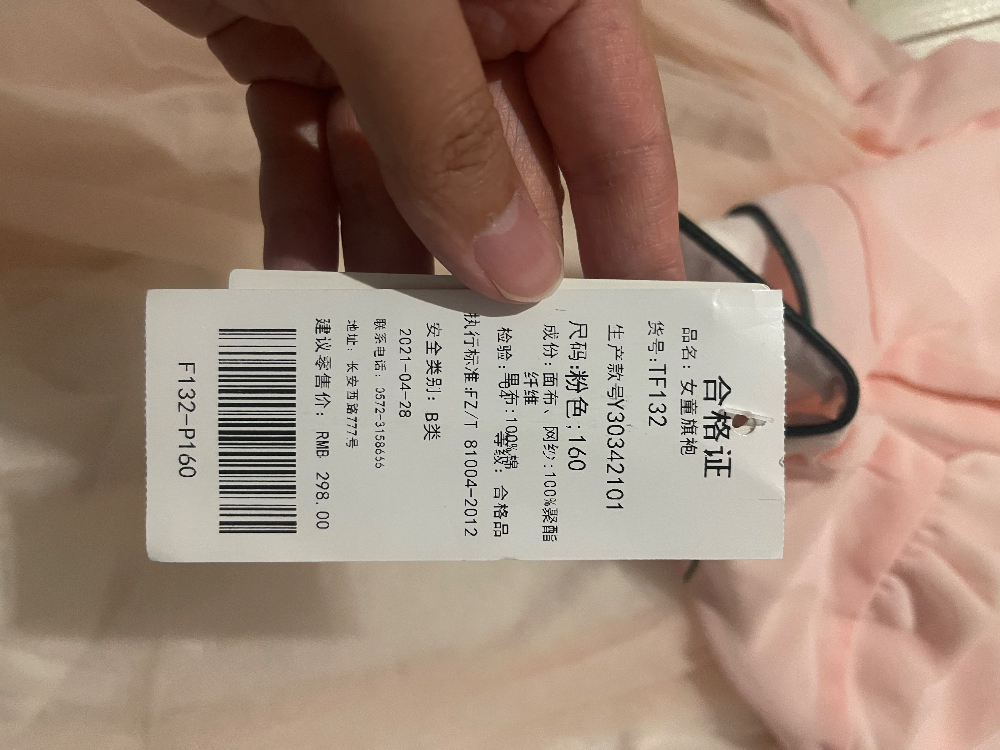 合格证
品名：女童旗袍
货号:TF132
生产款号Y30342101
尺码:粉色;160
成份:面布、网纱:100%聚酯
纤维
里布:100%棉
检验: 等级: 合格品
执行标准:FZ/T 81004-2012
安全类别: B类
2021-04-28
联系电话: 0572-3158666
地址: 长安西路777号
建议零售价: RMB 298.00
F132-P160